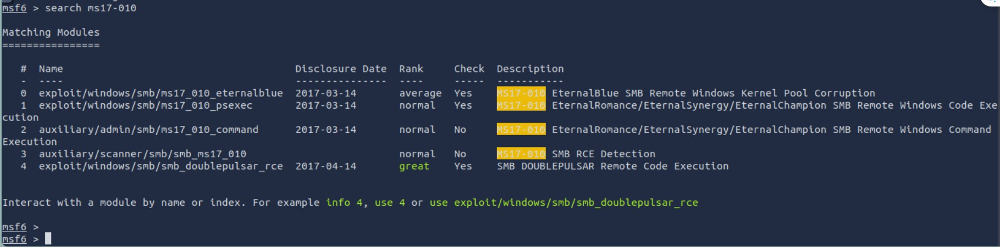 msf6 > search ms17-010
Matching Modules
================
#  Name                                      Disclosure Date  Rank     Check  Description
-  ----                                      ---------------  ----     -----  -----------
0  exploit/windows/smb/ms17_010_eternalblue  2017-03-14       average  Yes    MS17-010 EternalBlue SMB Remote Windows Kernel Pool Corruption
1  exploit/windows/smb/ms17_010_psexec       2017-03-14       normal   Yes    MS17-010 EternalRomance/EternalSynergy/EternalChampion SMB Remote Windows Code Exe
cution
2  auxiliary/admin/smb/ms17_010_command      2017-03-14       normal   No     MS17-010 EternalRomance/EternalSynergy/EternalChampion SMB Remote Windows Command
Execution
3  auxiliary/scanner/smb/smb_ms17_010                         normal   No     MS17-010 SMB RCE Detection
4  exploit/windows/smb/smb_doublepulsar_rce  2017-04-14       great    Yes    SMB DOUBLEPULSAR Remote Code Execution
Interact with a module by name or index. For example info 4, use 4 or use exploit/windows/smb/smb_doublepulsar_rce
msf6 >
msf6 >